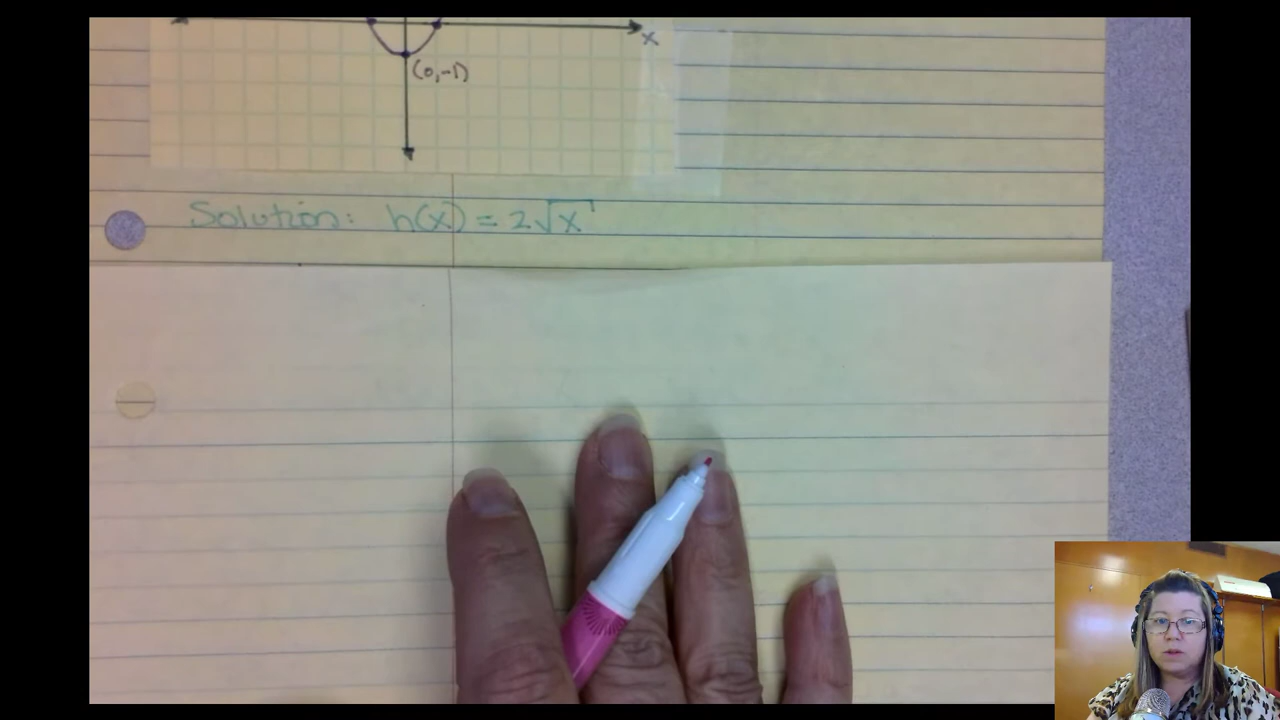 x
(0,-1)
Solution: h(x) = 2√x